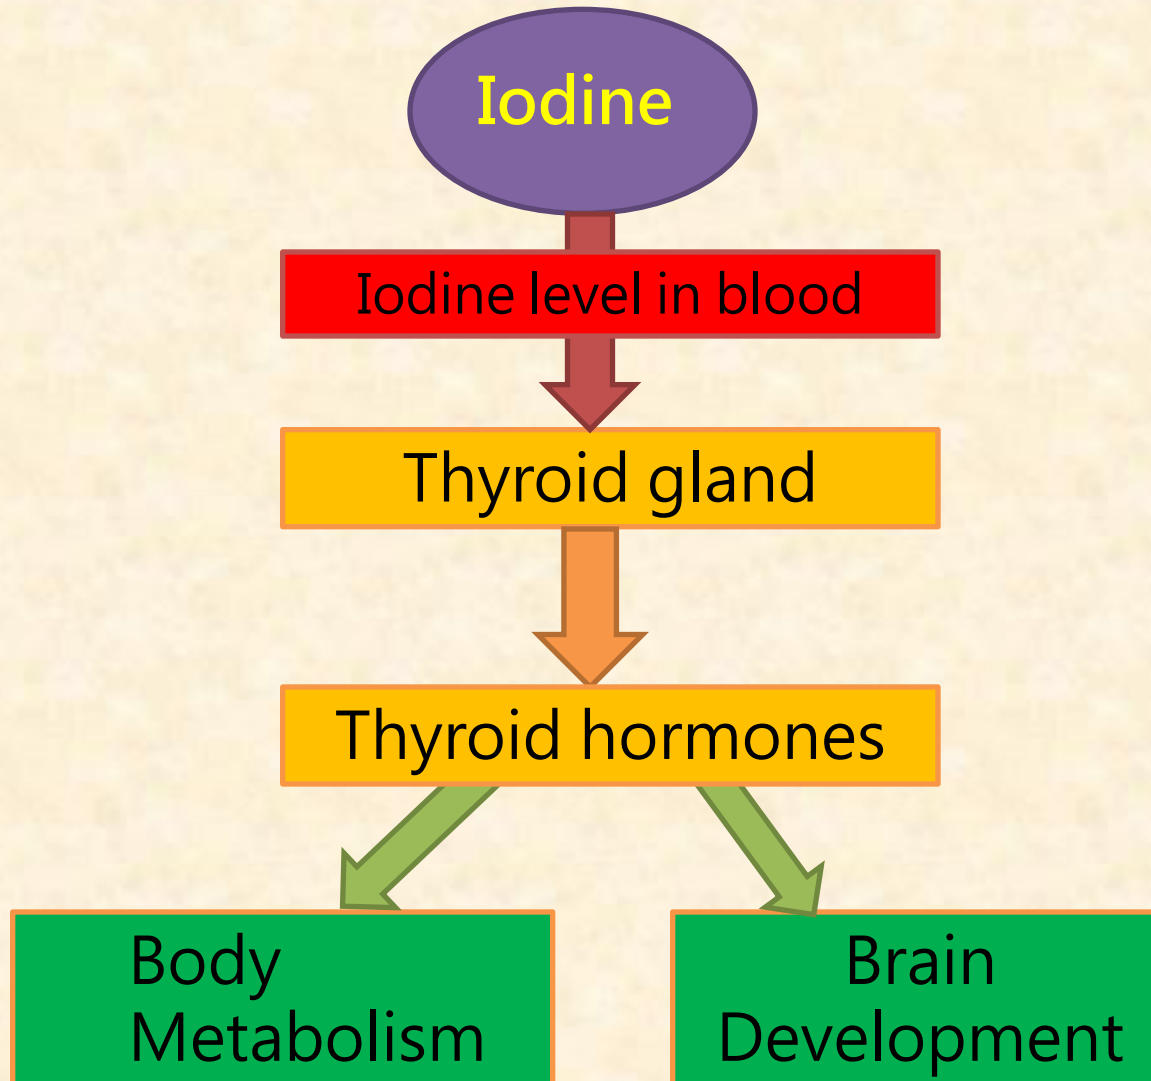 Iodine
Iodine level in blood
Thyroid gland
Thyroid hormones
Body
Metabolism
Brain
Development